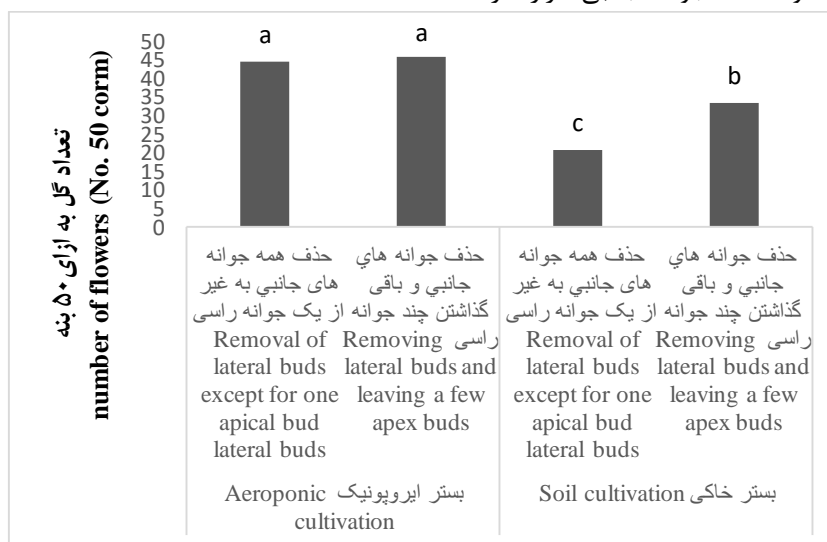 تعداد گل به ازای ۵۰ بنه
number of flowers (No. 50 corm)
50
45
40
35
30
25
20
15
10
5
0
a
a
c
b
حذف همه جوانه
های جانبي به غیر
از یک جوانه راسی
Removal of
lateral buds
except for one
apical bud
lateral buds
حذف جوانه هاي
جانبي و باقی
گذاشتن چند جوانه
راسی Removing
lateral buds and
leaving a few
apex buds
حذف همه جوانه
های جانبي به غیر
از یک جوانه راسی
Removal of
lateral buds
except for one
apical bud
lateral buds
حذف جوانه هاي
جانبي و باقی
گذاشتن چند جوانه
راسی Removing
lateral buds and
leaving a few
apex buds
بستر ایروپونیک Aeroponic
cultivation
بستر خاکی Soil cultivation